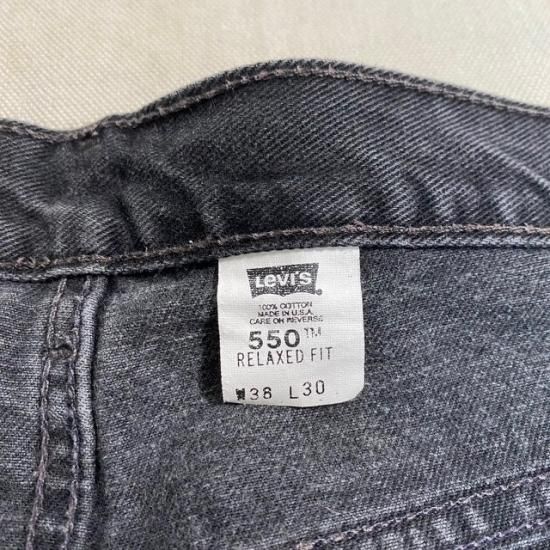 Levi's
100% COTTON
MADE IN U.S.A.
CARE ON REVERSE
550™
RELAXED FIT
W38 L30